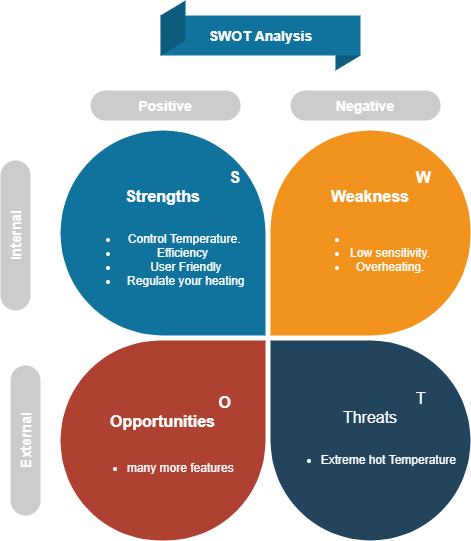 SWOT Analysis
Positive
Negative
Internal
S
Strengths
• Control Temperature.
• Efficiency
• User Friendly
• Regulate your heating
W
Weakness
•
• Low sensitivity.
• Overheating.
External
O
Opportunities
• many more features
T
Threats
• Extreme hot Temperature